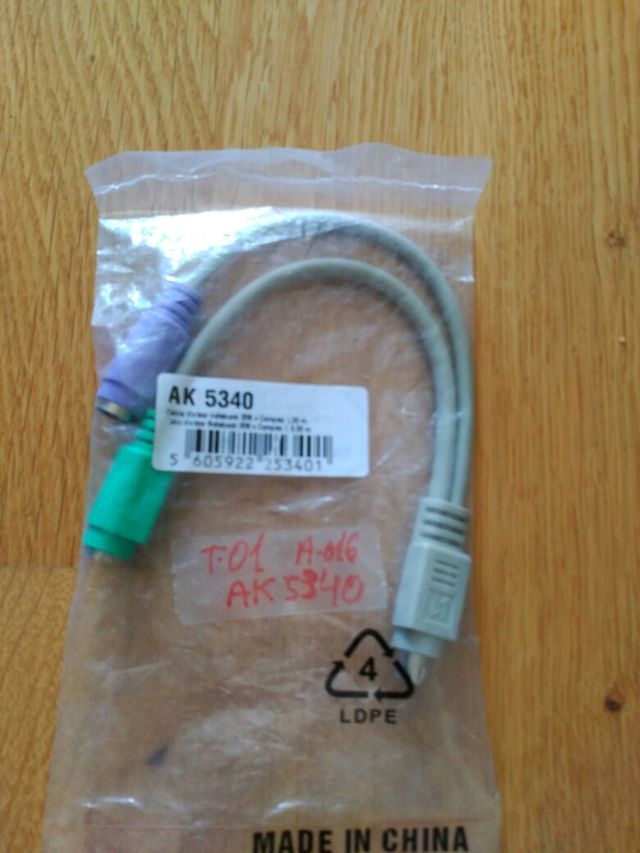 AK 5340
5 605922 253401
T-01 A-016
AK 5340
4
LDPE
MADE IN CHINA